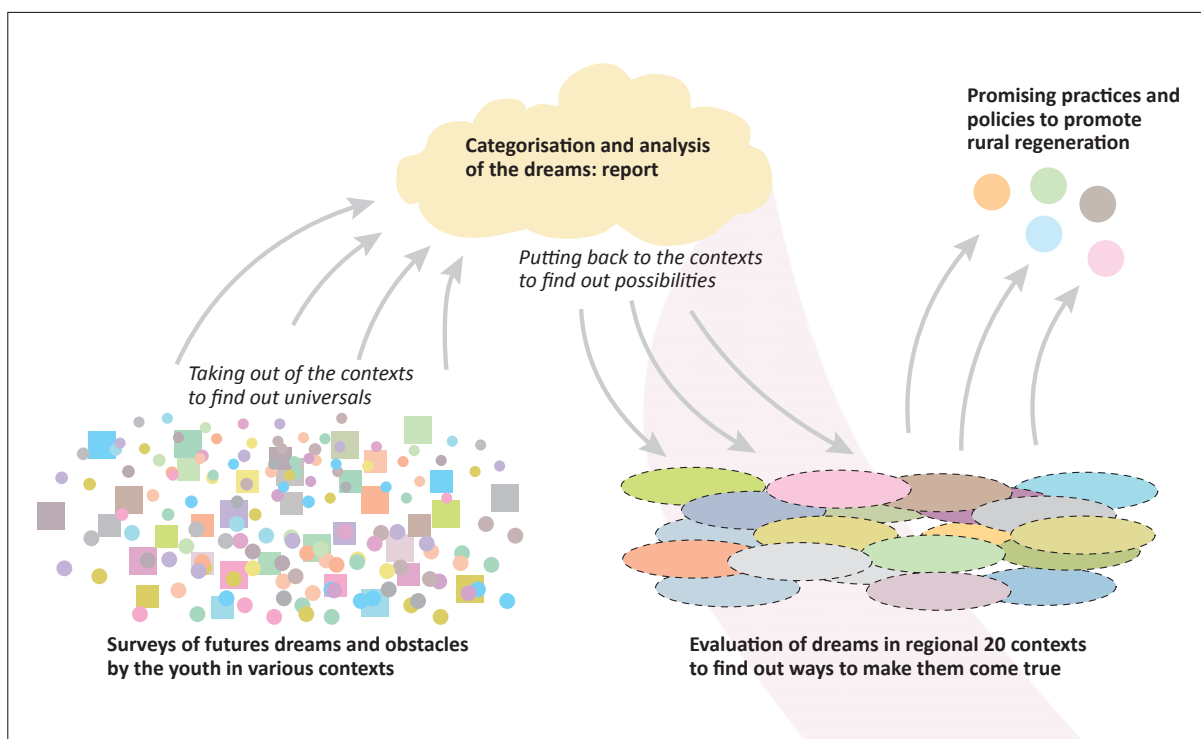 Promising practices and
policies to promote
rural regeneration
Categorisation and analysis
of the dreams: report
Putting back to the contexts
to find out possibilities
Taking out of the contexts
to find out universals
Surveys of futures dreams and obstacles
by the youth in various contexts
Evaluation of dreams in regional 20 contexts
to find out ways to make them come true